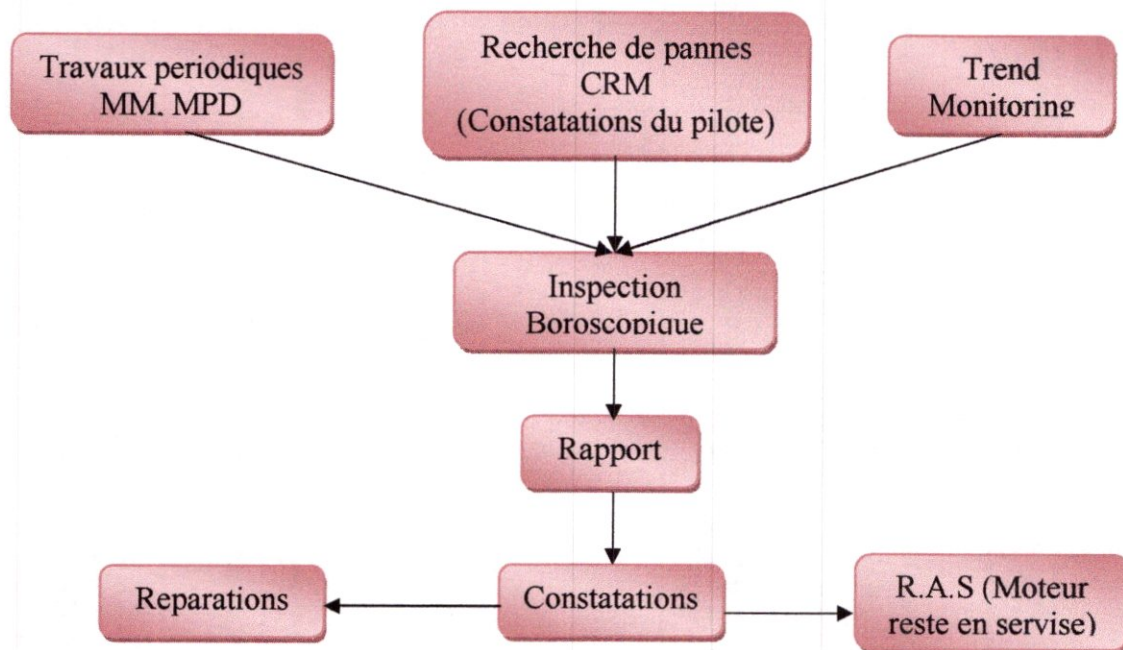 Travaux periodiques
MM. MPD
Recherche de pannes
CRM
(Constatations du pilote)
Trend
Monitoring
Inspection
Boroscopique
Rapport
Reparations
Constatations
R.A.S (Moteur
reste en servise)